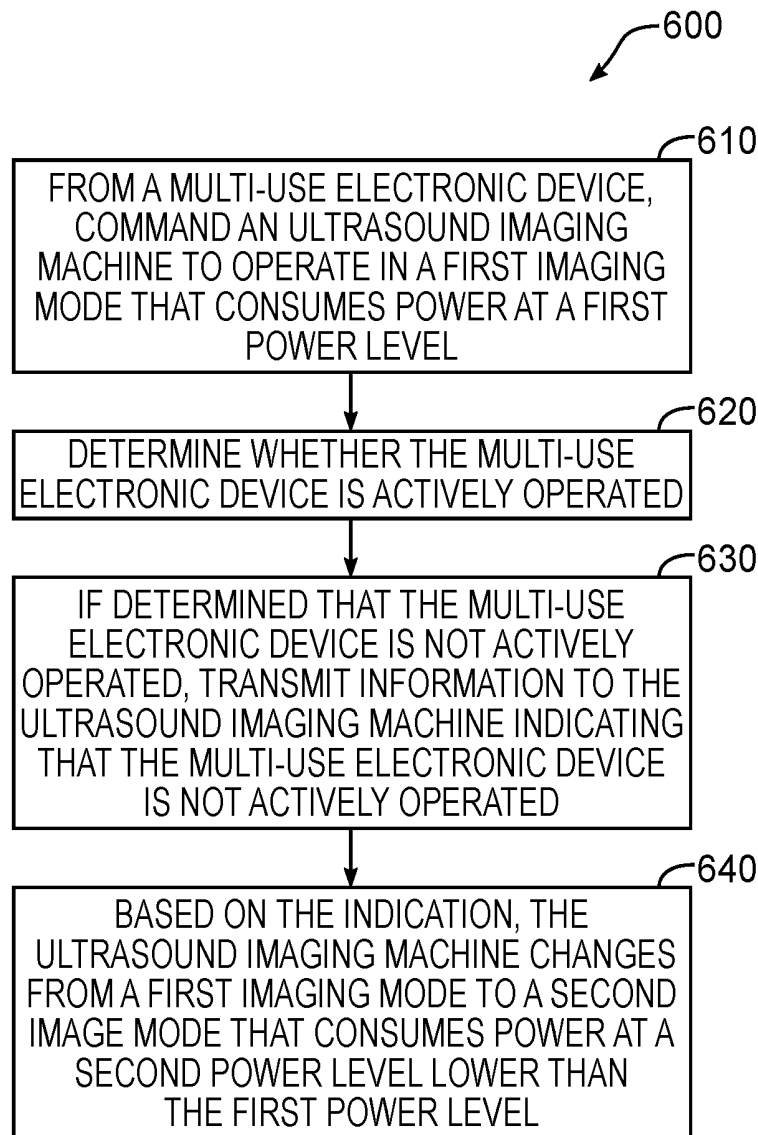 600
610
FROM A MULTI-USE ELECTRONIC DEVICE,
COMMAND AN ULTRASOUND IMAGING
MACHINE TO OPERATE IN A FIRST IMAGING
MODE THAT CONSUMES POWER AT A FIRST
POWER LEVEL
620
DETERMINE WHETHER THE MULTI-USE
ELECTRONIC DEVICE IS ACTIVELY OPERATED
630
IF DETERMINED THAT THE MULTI-USE
ELECTRONIC DEVICE IS NOT ACTIVELY
OPERATED, TRANSMIT INFORMATION TO THE
ULTRASOUND IMAGING MACHINE INDICATING
THAT THE MULTI-USE ELECTRONIC DEVICE
IS NOT ACTIVELY OPERATED
640
BASED ON THE INDICATION, THE
ULTRASOUND IMAGING MACHINE CHANGES
FROM A FIRST IMAGING MODE TO A SECOND
IMAGE MODE THAT CONSUMES POWER AT A
SECOND POWER LEVEL LOWER THAN
THE FIRST POWER LEVEL